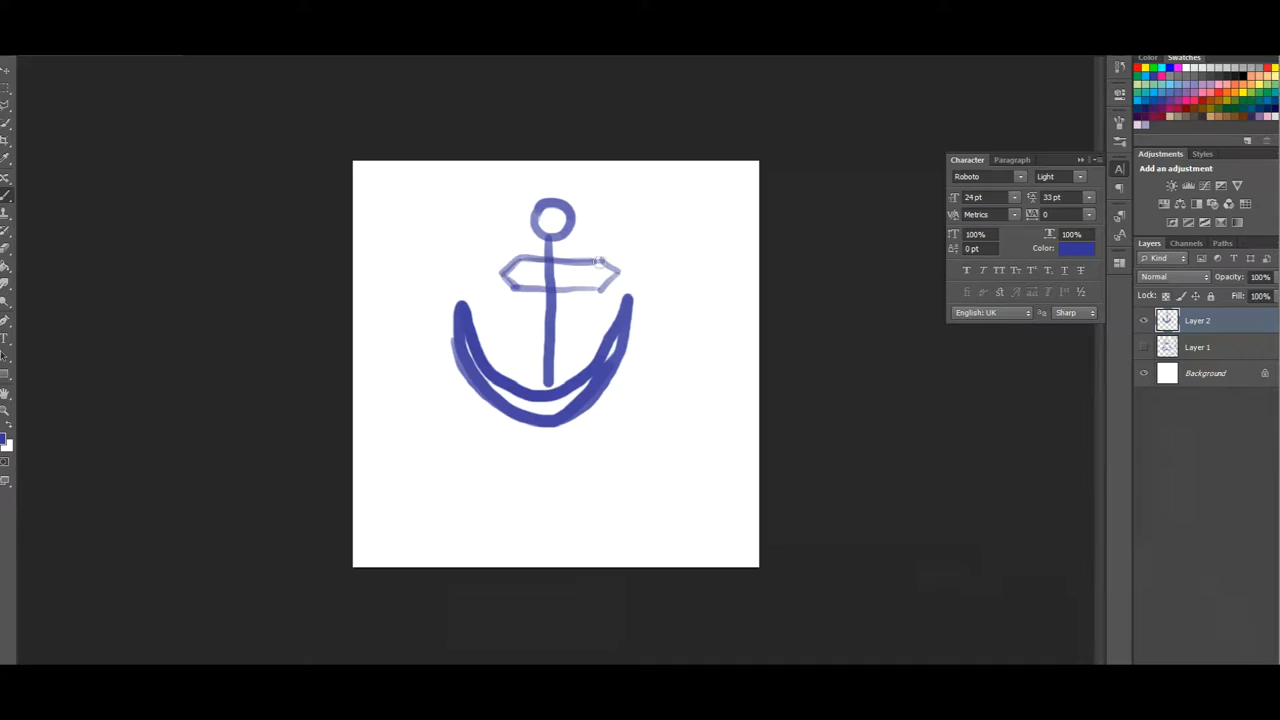 Color Swatches
Adjustments Styles
Add an adjustment
Character Paragraph
Roboto Light
24 pt 33 pt
Metrics 0
100% 100%
0 pt Color:
English: UK Sharp
Layers Channels Paths
Kind
Normal Opacity: 100%
Lock: Fill: 100%
Layer 2
Layer 1
Background